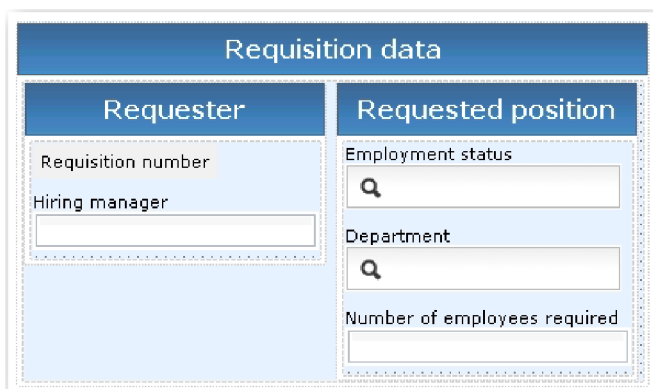 Requisition data
Requester
Requisition number
Hiring manager
Requested position
Employment status
Department
Number of employees required